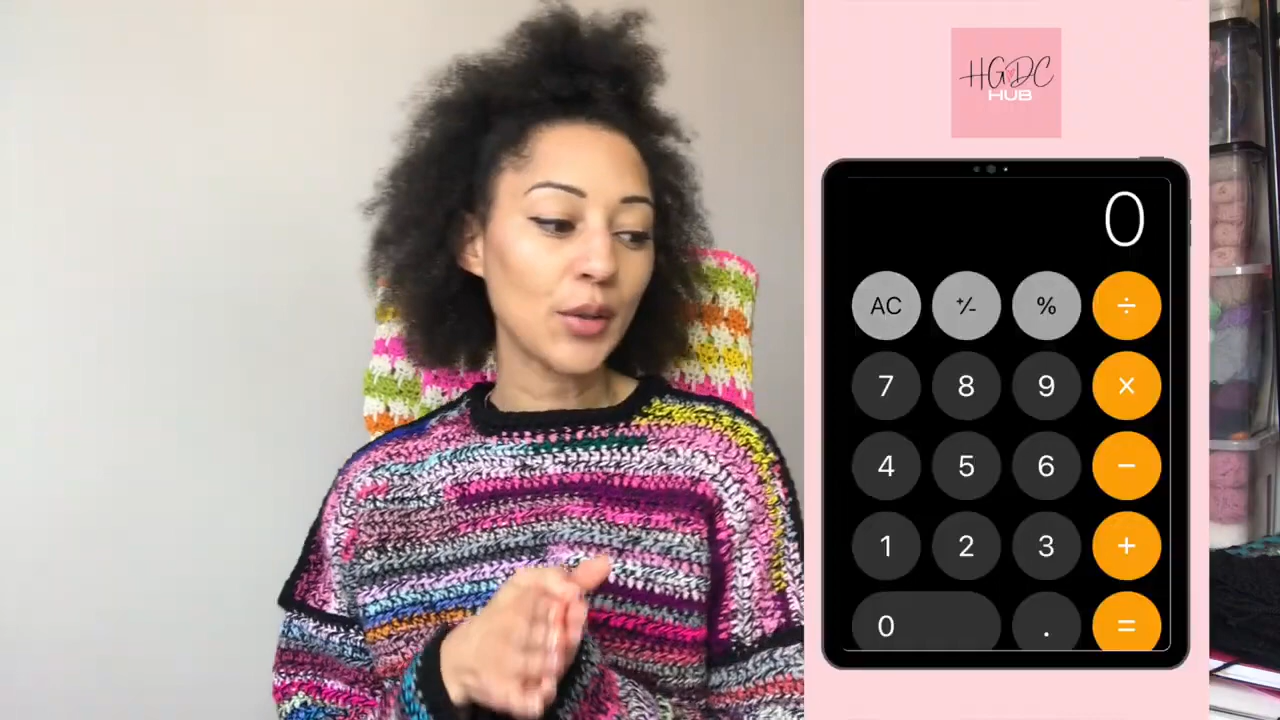 HGDC
HUB
0
AC +/- % ÷
7 8 9 ×
4 5 6 −
1 2 3 +
0 . =